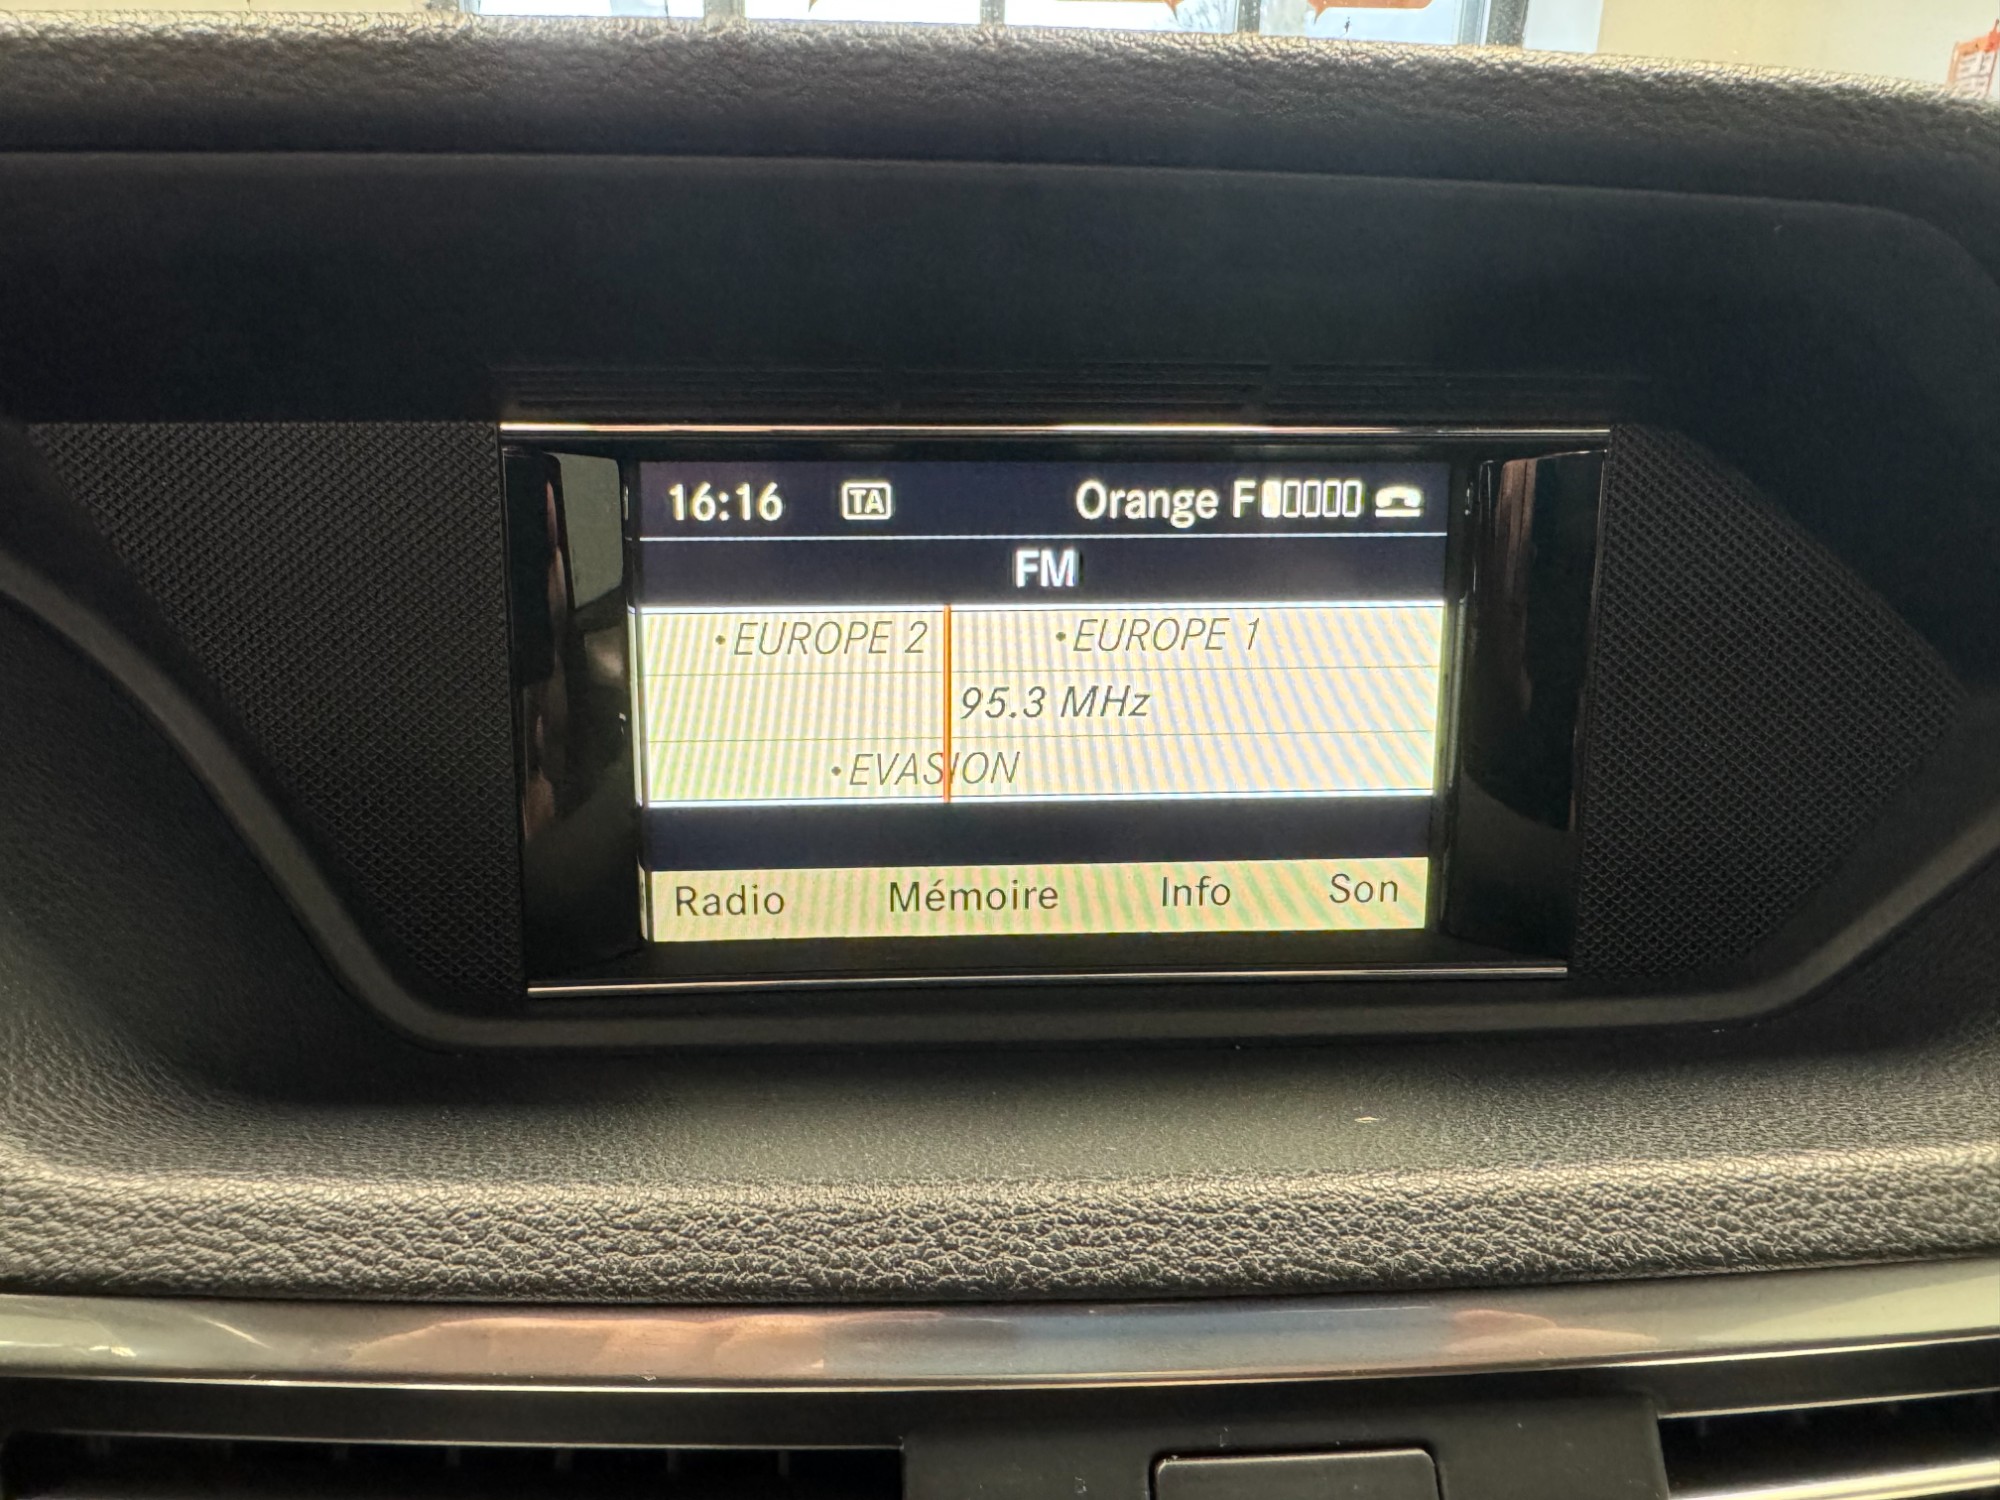 16:16 TA Orange F
FM
•EUROPE 2 •EUROPE 1
95.3 MHz
•EVASION
Radio Mémoire Info Son